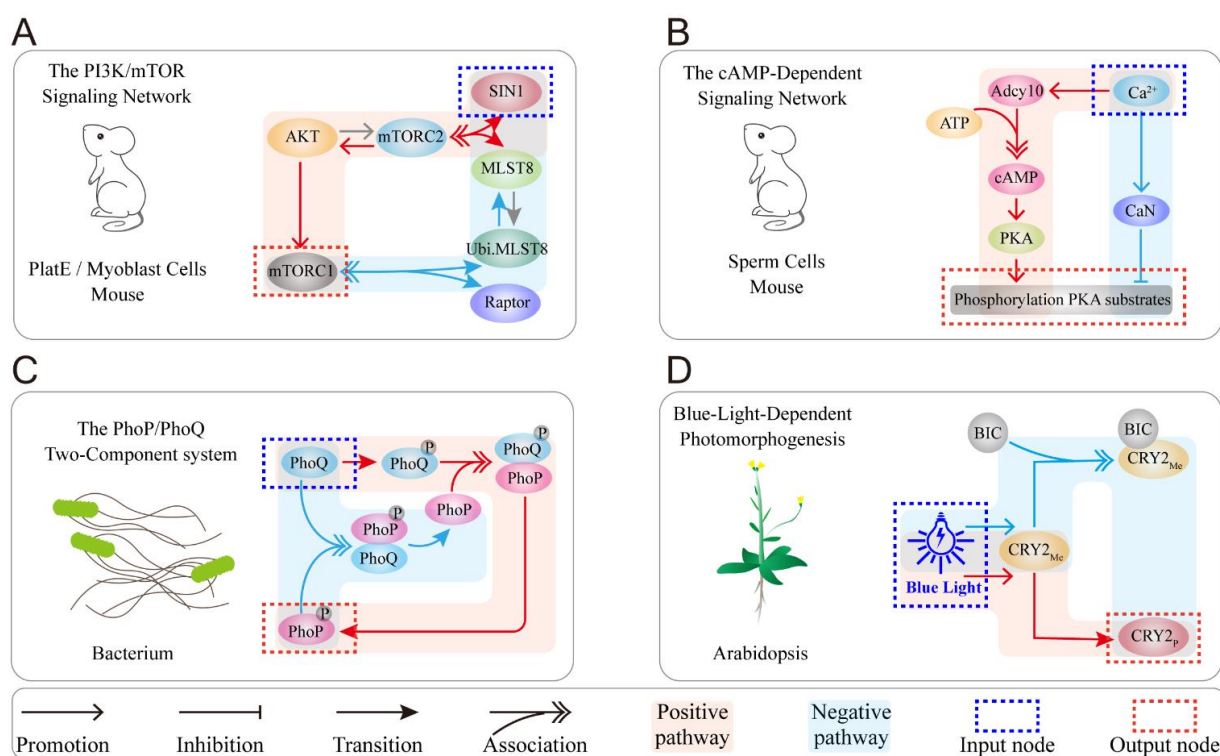 A
The PI3K/mTOR
Signaling Network
SIN1
AKT
mTORC2
MLST8
Ubi.MLST8
mTORC1
Raptor
PlatE / Myoblast Cells
Mouse
B
The cAMP-Dependent
Signaling Network
Adcy10
Ca²⁺
ATP
cAMP
CaN
PKA
Sperm Cells
Mouse
Phosphorylation PKA substrates
C
The PhoP/PhoQ
Two-Component system
PhoQ
P
PhoQ
P
PhoQ
PhoP
P
PhoP
PhoQ
PhoP
P
PhoP
Bacterium
D
Blue-Light-Dependent
Photomorphogenesis
BIC
BIC
CRY2Me
CRY2Me
Blue Light
CRY2P
Arabidopsis
Promotion
Inhibition
Transition
Association
Positive
pathway
Negative
pathway
Input node
Output node